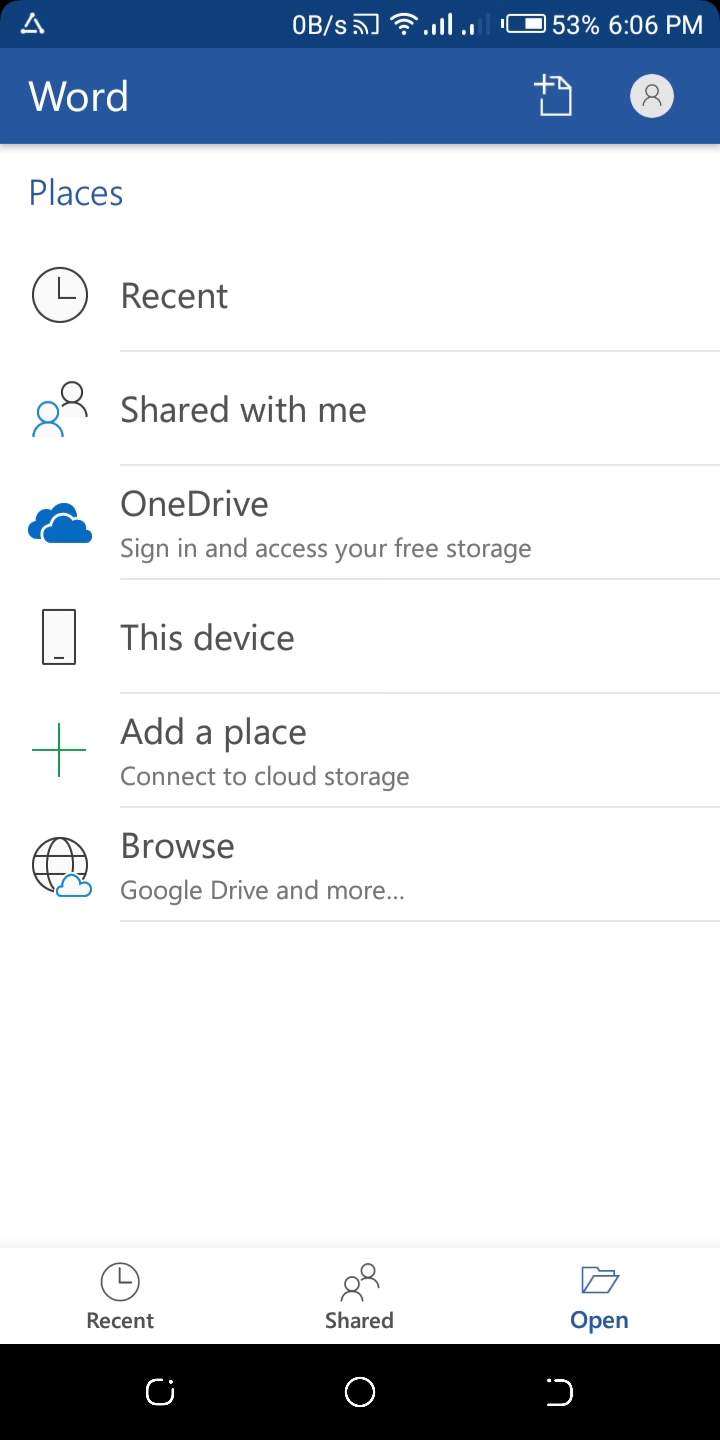 0B/s 53% 6:06 PM
Word
Places
Recent
Shared with me
OneDrive
Sign in and access your free storage
This device
Add a place
Connect to cloud storage
Browse
Google Drive and more...
Recent Shared Open